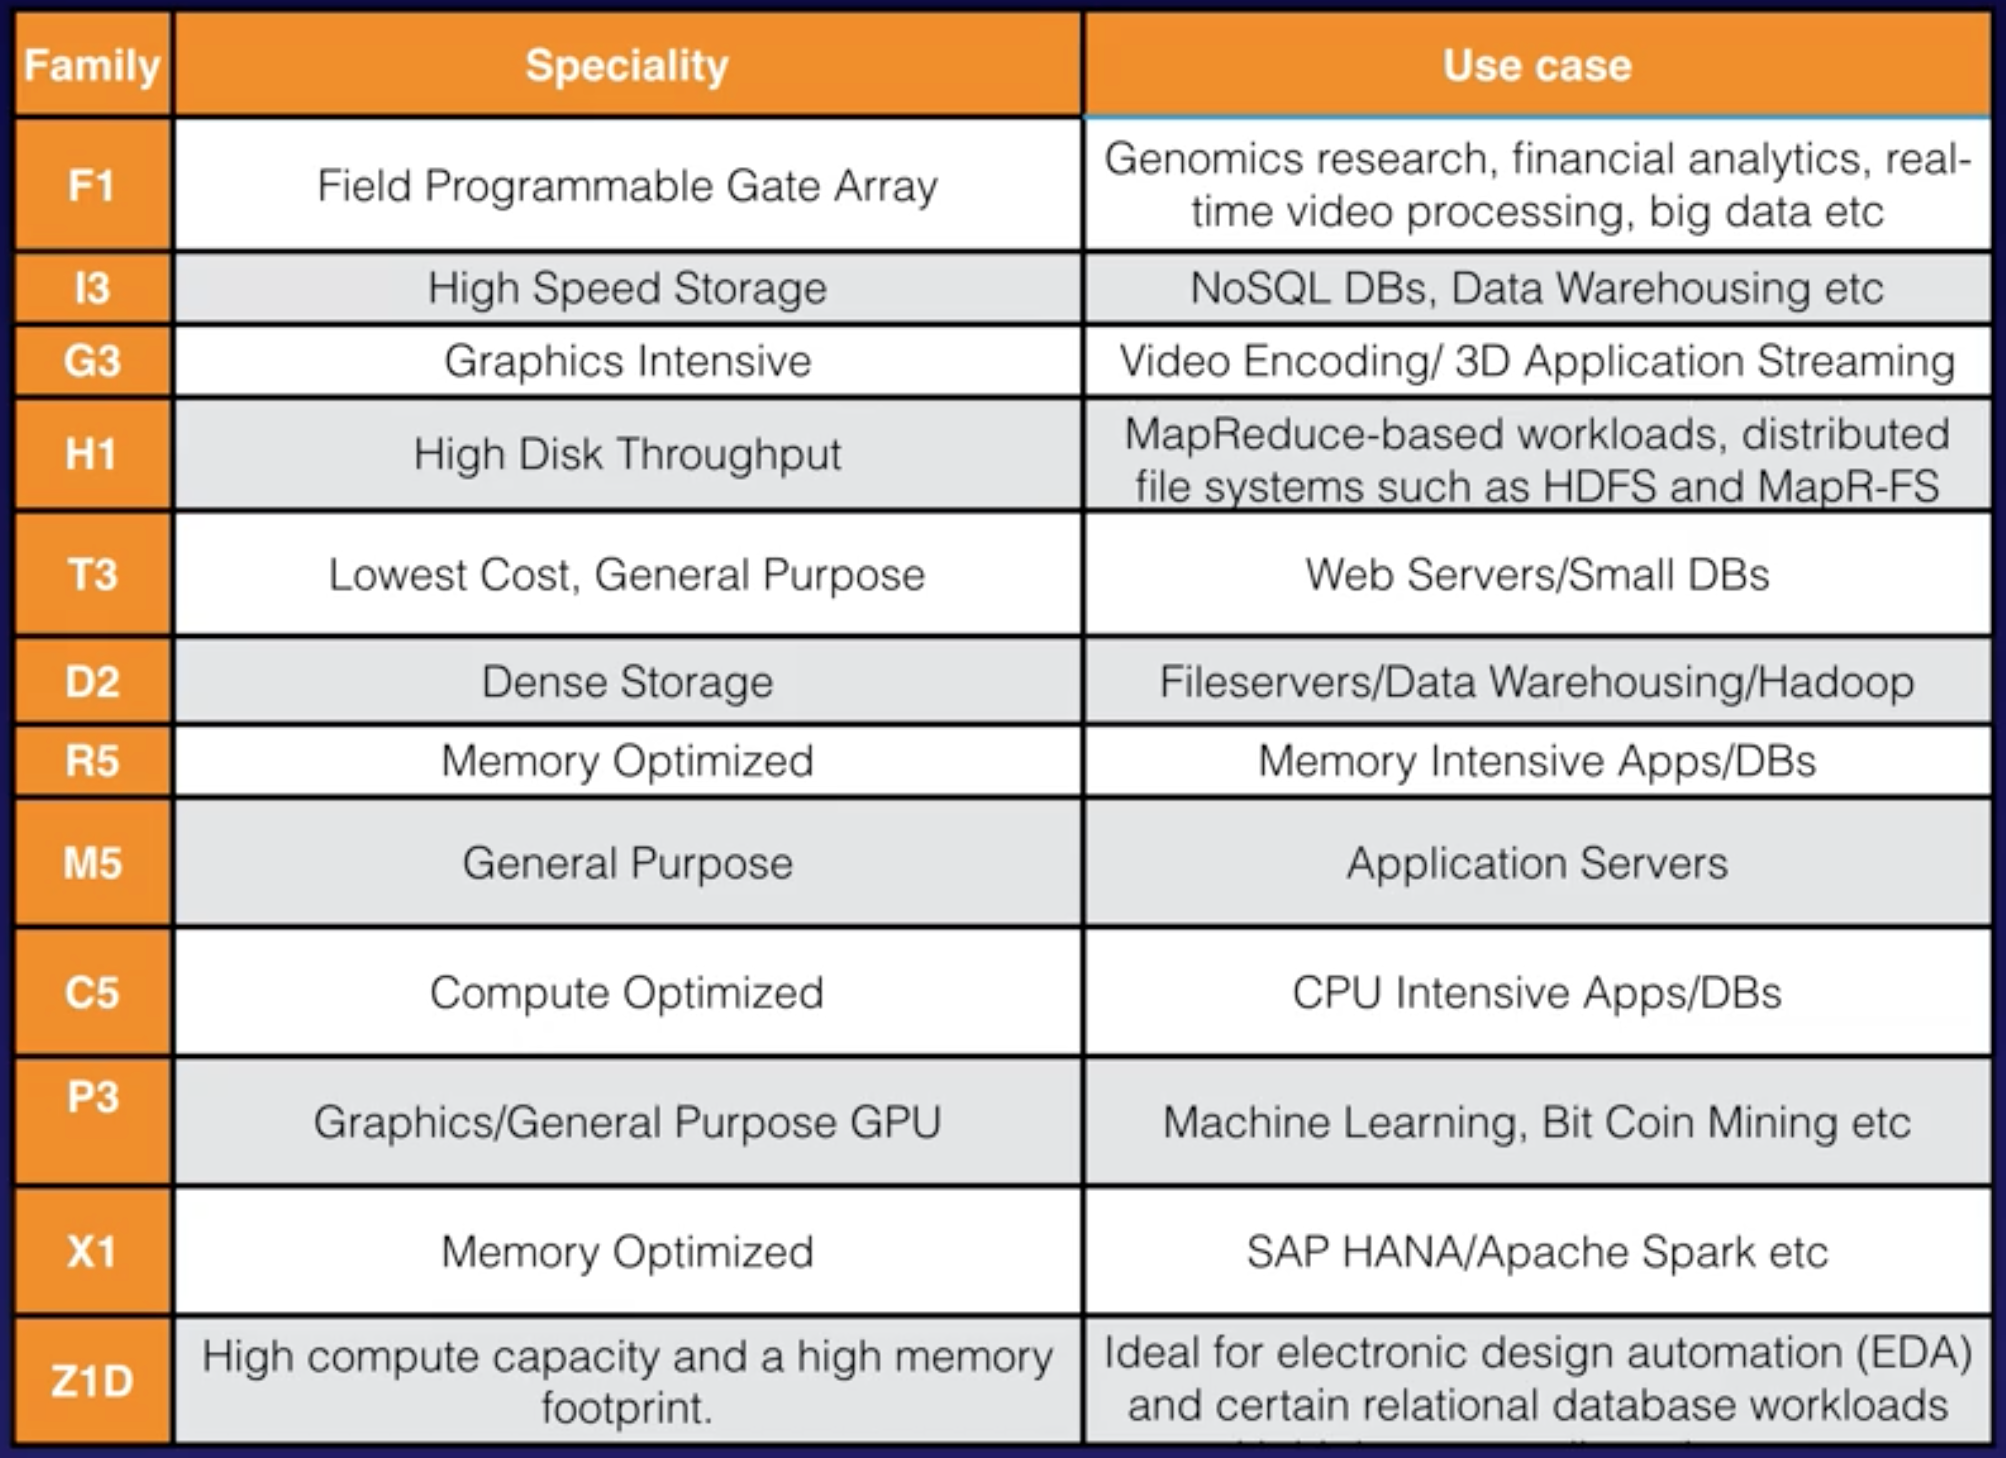 Family Speciality Use case
F1 Field Programmable Gate Array Genomics research, financial analytics, real-
time video processing, big data etc
I3 High Speed Storage NoSQL DBs, Data Warehousing etc
G3 Graphics Intensive Video Encoding/ 3D Application Streaming
H1 High Disk Throughput MapReduce-based workloads, distributed
file systems such as HDFS and MapR-FS
T3 Lowest Cost, General Purpose Web Servers/Small DBs
D2 Dense Storage Fileservers/Data Warehousing/Hadoop
R5 Memory Optimized Memory Intensive Apps/DBs
M5 General Purpose Application Servers
C5 Compute Optimized CPU Intensive Apps/DBs
P3 Graphics/General Purpose GPU Machine Learning, Bit Coin Mining etc
X1 Memory Optimized SAP HANA/Apache Spark etc
Z1D High compute capacity and a high memory
footprint. Ideal for electronic design automation (EDA)
and certain relational database workloads